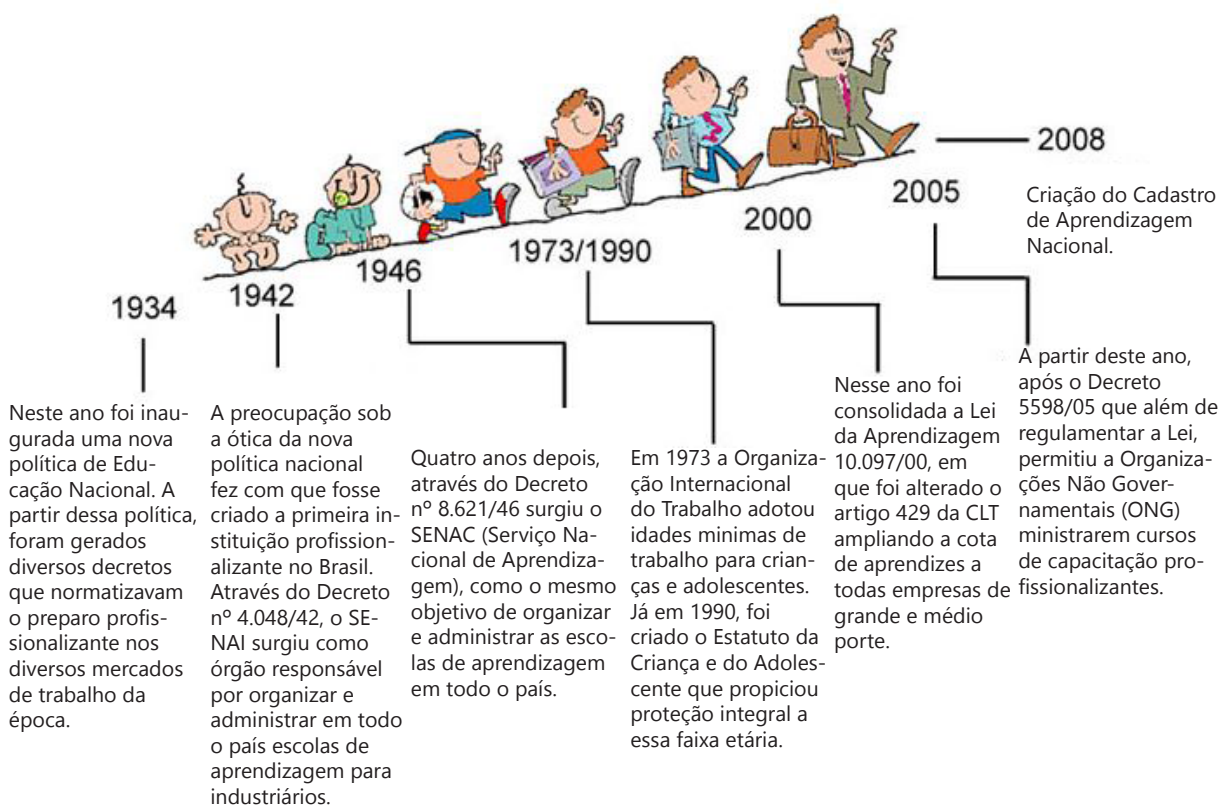 1934
Neste ano foi inau-
gurada uma nova
política de Edu-
cação Nacional. A
partir dessa política,
foram gerados
diversos decretos
que normatizavam
o preparo profis-
sionalizante nos
diversos mercados
de trabalho da
época.
1942
A preocupação sob
a ótica da nova
política nacional
fez com que fosse
criado a primeira in-
stituição profission-
alizante no Brasil.
Através do Decreto
nº 4.048/42, o SE-
NAI surgiu como
órgão responsável
por organizar e
administrar em todo
o país escolas de
aprendizagem para
industriários.
1946
Quatro anos depois,
através do Decreto
nº 8.621/46 surgiu o
SENAC (Serviço Na-
cional de Aprendiza-
gem), como o mesmo
objetivo de organizar
e administrar as esco-
las de aprendizagem
em todo o país.
1973/1990
Em 1973 a Organiza-
ção Internacional
do Trabalho adotou
idades minimas de
trabalho para crian-
ças e adolescentes.
Já em 1990, foi
criado o Estatuto da
Criança e do Adoles-
cente que propiciou
proteção integral a
essa faixa etária.
2000
Nesse ano foi
consolidada a Lei
da Aprendizagem
10.097/00, em
que foi alterado o
artigo 429 da CLT
ampliando a cota
de aprendizes a
todas empresas de
grande e médio
porte.
2005
A partir deste ano,
após o Decreto
5598/05 que além de
regulamentar a Lei,
permitiu a Organiza-
ções Não Gover-
namentais (ONG)
ministrarem cursos
de capacitação pro-
fissionalizantes.
2008
Criação do Cadastro
de Aprendizagem
Nacional.